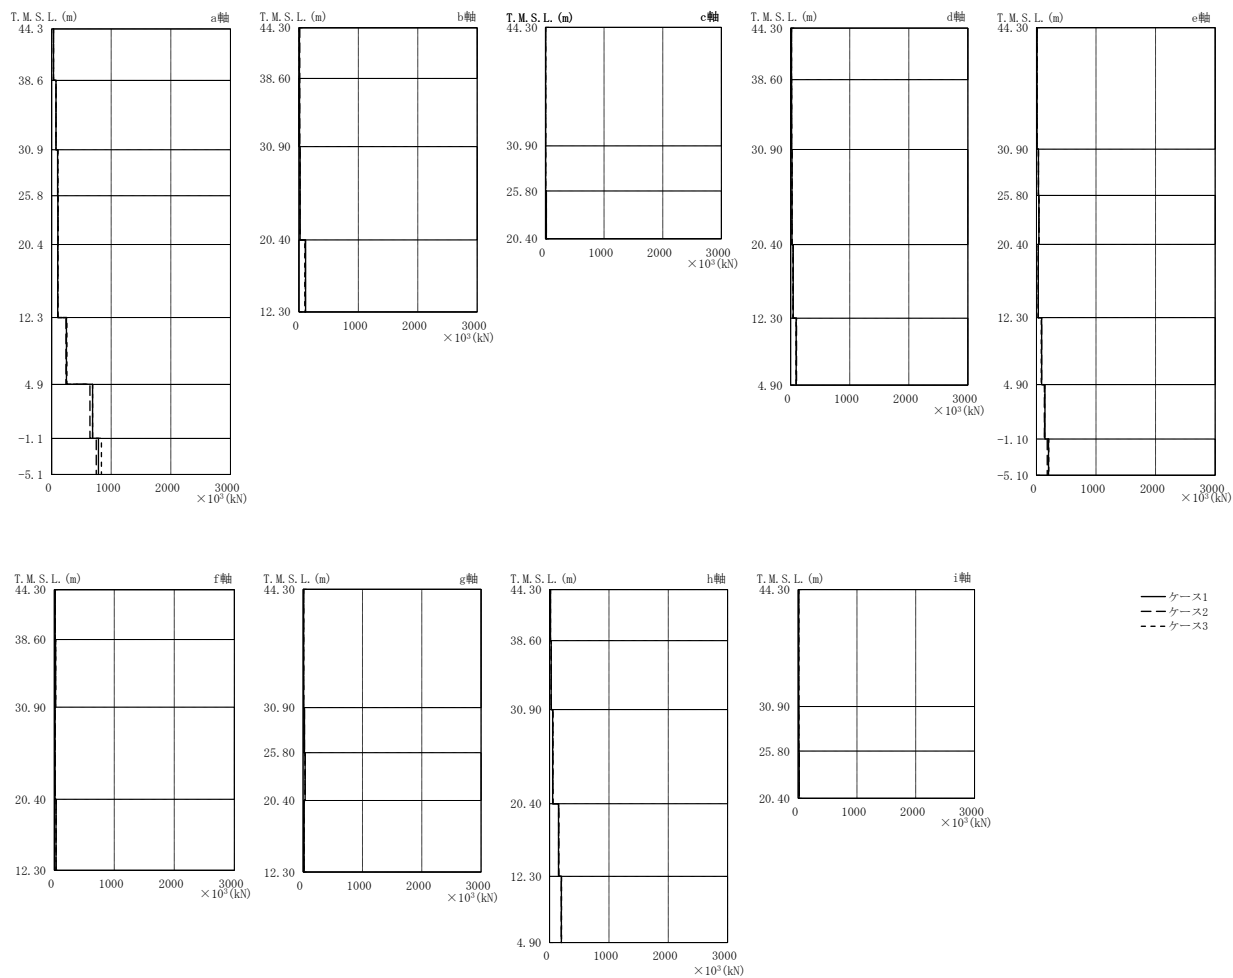 T.M.S.L.(m) a軸
44.3
38.6
30.9
25.8
20.4
12.3
4.9
-1.1
-5.1
0 1000 2000 3000
×10³(kN)
T.M.S.L.(m) b軸
44.30
38.60
30.90
20.40
12.30
0 1000 2000 3000
×10³(kN)
T.M.S.L.(m) c軸
44.30
30.90
25.80
20.40
0 1000 2000 3000
×10³(kN)
T.M.S.L.(m) d軸
44.30
38.60
30.90
20.40
12.30
4.90
0 1000 2000 3000
×10³(kN)
T.M.S.L.(m) e軸
44.30
30.90
25.80
20.40
12.30
4.90
-1.10
-5.10
0 1000 2000 3000
×10³(kN)
T.M.S.L.(m) f軸
44.30
38.60
30.90
20.40
12.30
0 1000 2000 3000
×10³(kN)
T.M.S.L.(m) g軸
44.30
30.90
25.80
20.40
12.30
0 1000 2000 3000
×10³(kN)
T.M.S.L.(m) h軸
44.30
38.60
30.90
20.40
12.30
4.90
0 1000 2000 3000
×10³(kN)
T.M.S.L.(m) i軸
44.30
30.90
25.80
20.40
0 1000 2000 3000
×10³(kN)
ケース1
ケース2
ケース3